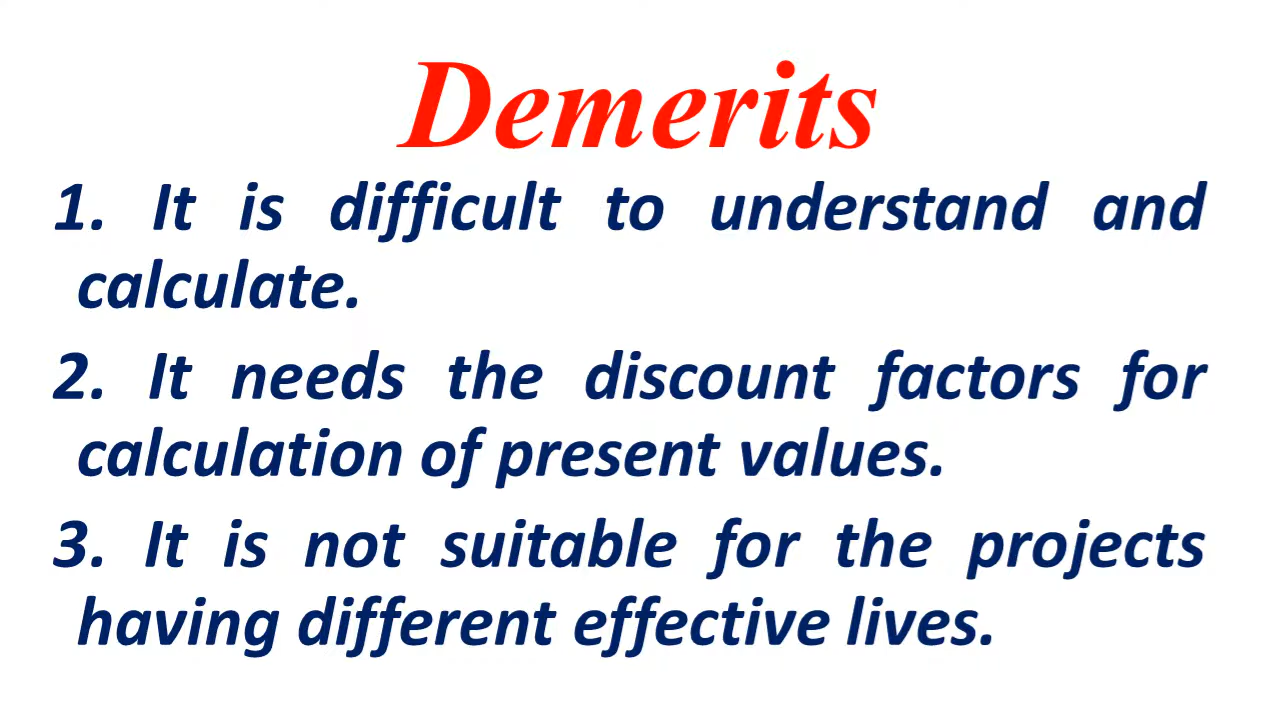 Demerits
1. It is difficult to understand and
calculate.
2. It needs the discount factors for
calculation of present values.
3. It is not suitable for the projects
having different effective lives.